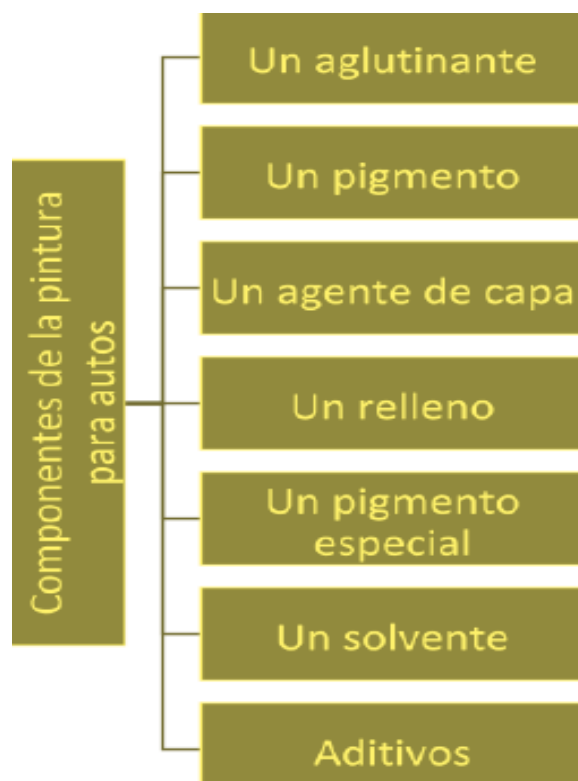 Componentes de la pintura
para autos
Un aglutinante
Un pigmento
Un agente de capa
Un relleno
Un pigmento
especial
Un solvente
Aditivos